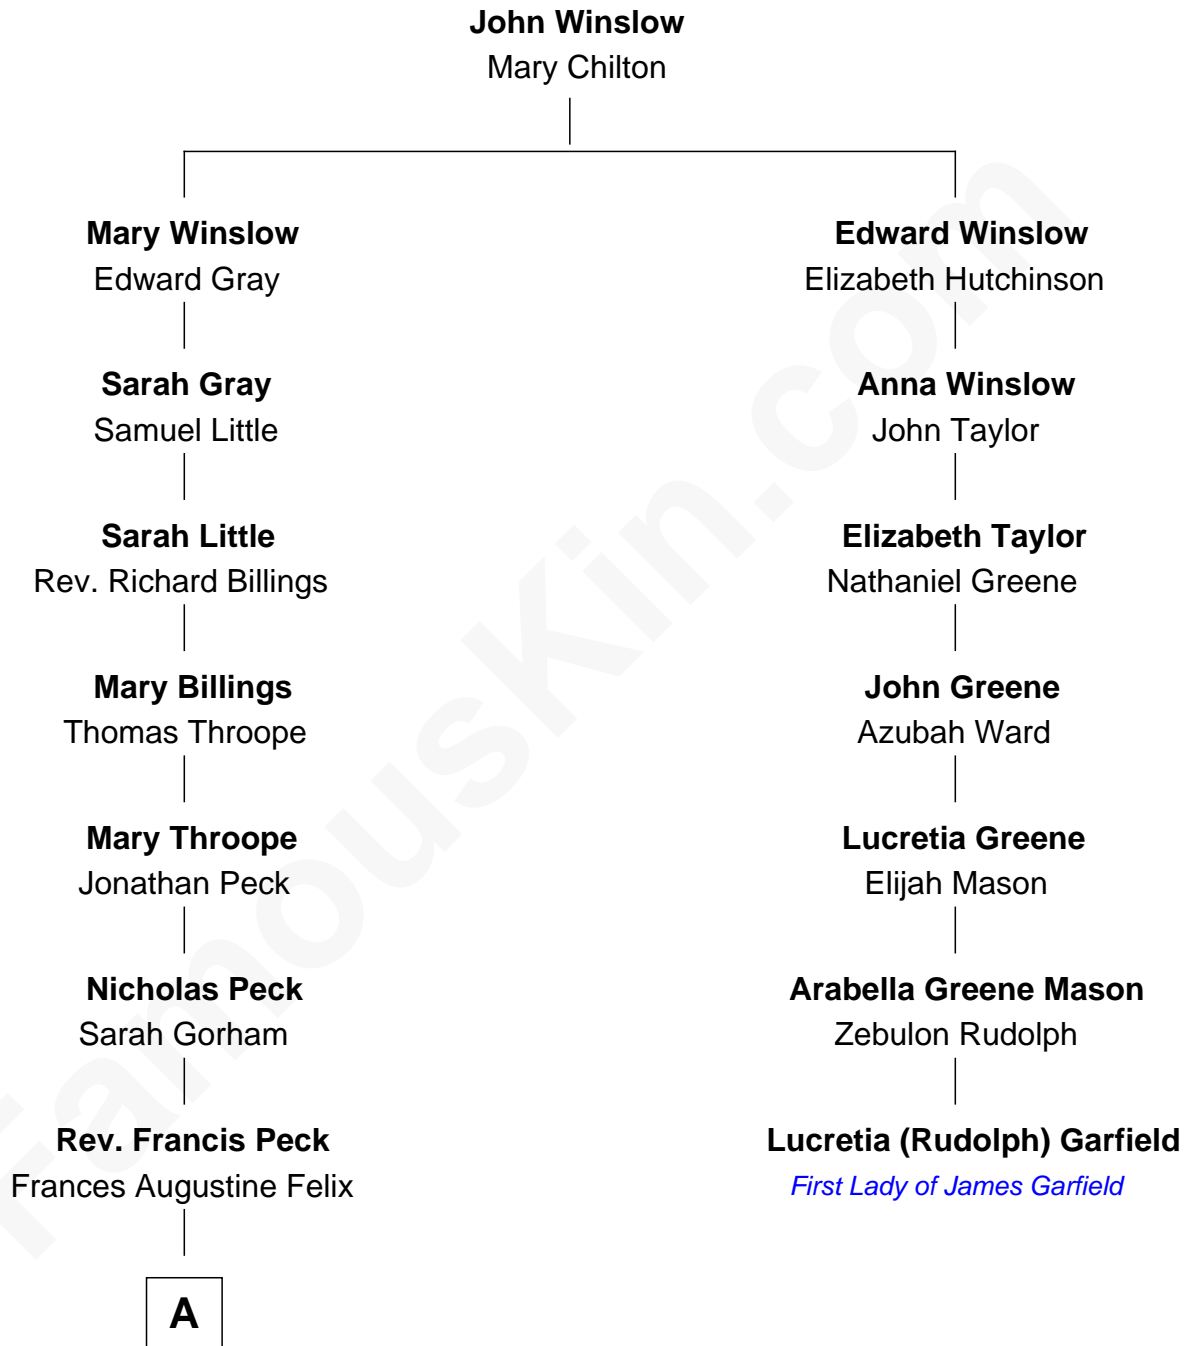 John Winslow
Mary Chilton
Mary Winslow
Edward Gray
Edward Winslow
Elizabeth Hutchinson
Sarah Gray
Samuel Little
Anna Winslow
John Taylor
Sarah Little
Rev. Richard Billings
Elizabeth Taylor
Nathaniel Greene
Mary Billings
Thomas Throope
John Greene
Azubah Ward
Mary Throope
Jonathan Peck
Lucretia Greene
Elijah Mason
Nicholas Peck
Sarah Gorham
Arabella Greene Mason
Zebulon Rudolph
Rev. Francis Peck
Frances Augustine Felix
Lucretia (Rudolph) Garfield
First Lady of James Garfield
A
FamousKin.com